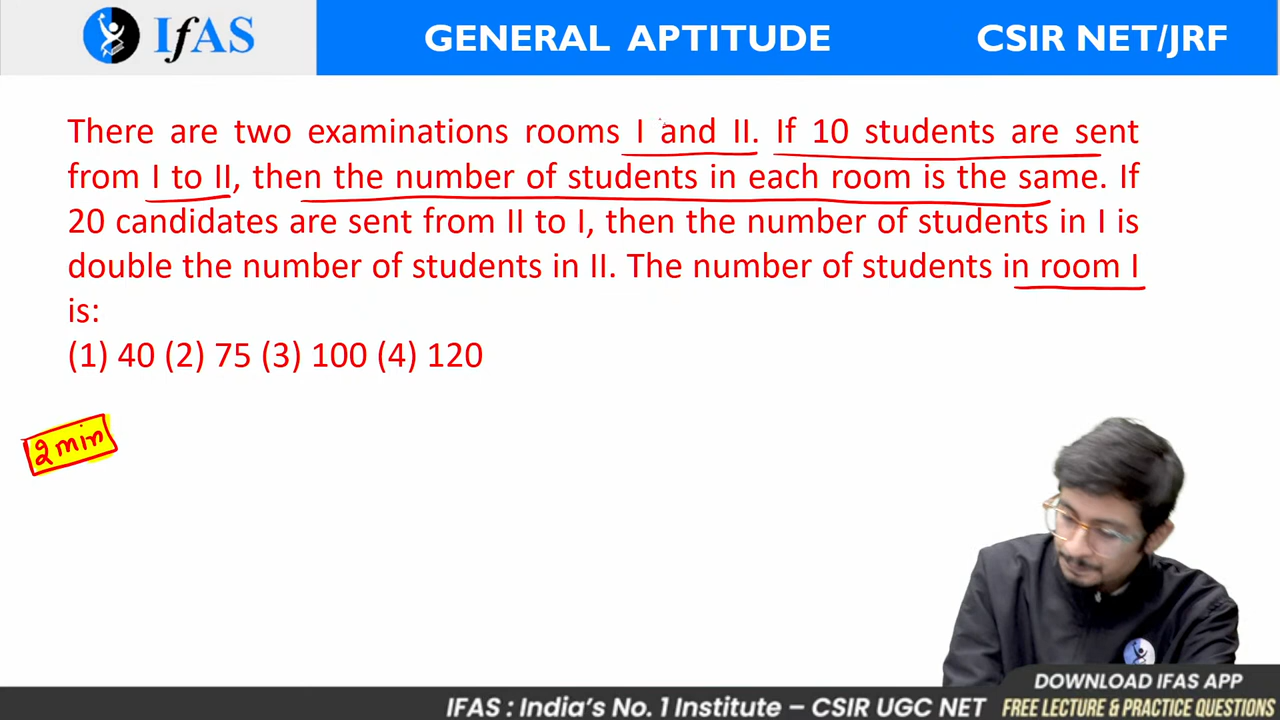 IfAS
GENERAL APTITUDE
CSIR NET/JRF
There are two examinations rooms I and II. If 10 students are sent
from I to II, then the number of students in each room is the same. If
20 candidates are sent from II to I, then the number of students in I is
double the number of students in II. The number of students in room I
is:
(1) 40 (2) 75 (3) 100 (4) 120
2 min
DOWNLOAD IFAS APP
IFAS : India's No. 1 Institute – CSIR UGC NET
FREE LECTURE & PRACTICE QUESTIONS